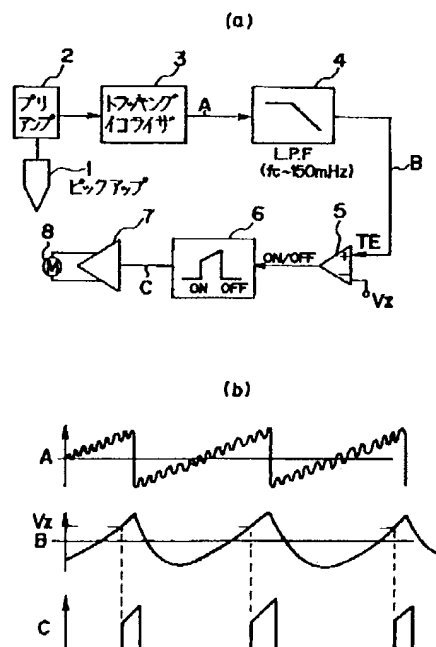 (a)
2
3
4
プリ
アンプ
トラッキング
イコライザ
A
L.P.F
(fc~150mHz)
B
1
ピックアップ
8
7
6
5
TE
M
C
ON OFF
ON/OFF
+
−
Vz
(b)
A
Vz
B
C